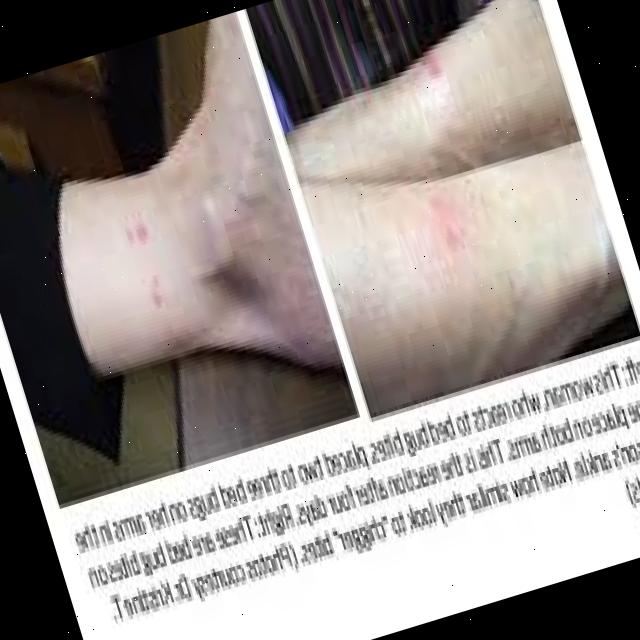 This woman, who reacts to bed bug bites, placed two to three bed bugs on her arms in the
places on both arms. This is the reaction after four days. Right: These are bed bug bites on
ankle. Note how similar they look to "chigger" bites. (Photos courtesy Dr.